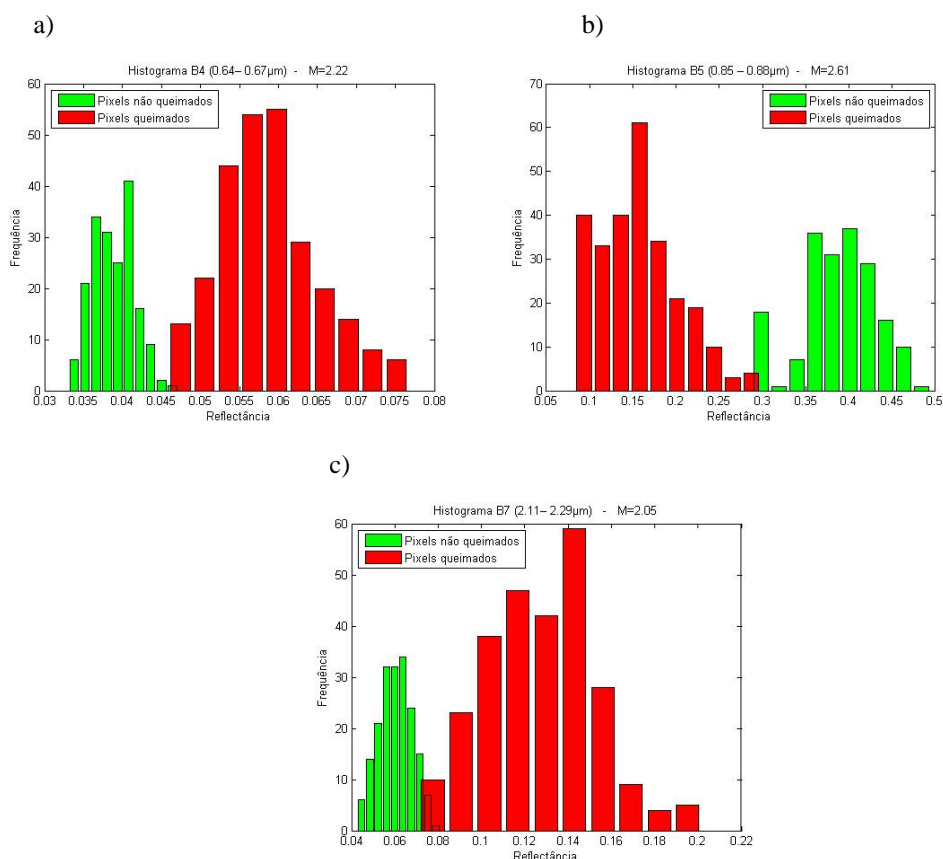 a)
b)
Histograma B4 (0.64– 0.67µm) - M=2.22
60
50
40
30
20
10
0
Frequência
Pixels não queimados
Pixels queimados
0.03 0.035 0.04 0.045 0.05 0.055 0.06 0.065 0.07 0.075 0.08
Reflectância
Histograma B5 (0.85 – 0.88µm) - M=2.61
70
60
50
40
30
20
10
0
Frequência
Pixels não queimados
Pixels queimados
0.05 0.1 0.15 0.2 0.25 0.3 0.35 0.4 0.45 0.5
Reflectância
c)
Histograma B7 (2.11– 2.29µm) - M=2.05
60
50
40
30
20
10
0
Frequência
Pixels não queimados
Pixels queimados
0.04 0.06 0.08 0.1 0.12 0.14 0.16 0.18 0.2 0.22
Reflectância